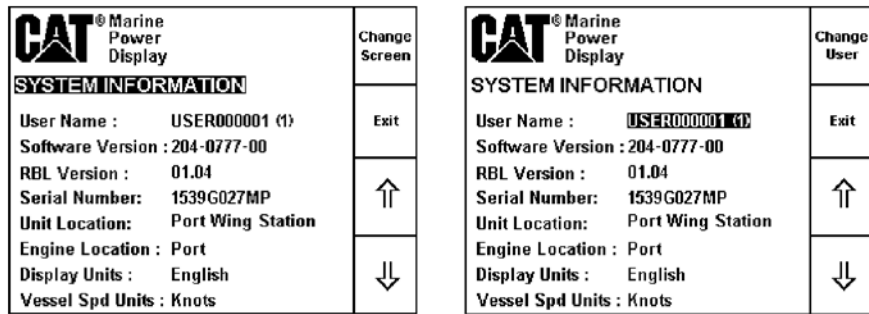 CAT® Marine
Power
Display
SYSTEM INFORMATION
User Name : USER000001 (1)
Software Version : 204-0777-00
RBL Version : 01.04
Serial Number: 1539G027MP
Unit Location: Port Wing Station
Engine Location : Port
Display Units : English
Vessel Spd Units : Knots
Change
Screen
Exit
CAT® Marine
Power
Display
SYSTEM INFORMATION
User Name : USER000001 (1)
Software Version : 204-0777-00
RBL Version : 01.04
Serial Number: 1539G027MP
Unit Location: Port Wing Station
Engine Location : Port
Display Units : English
Vessel Spd Units : Knots
Change
User
Exit